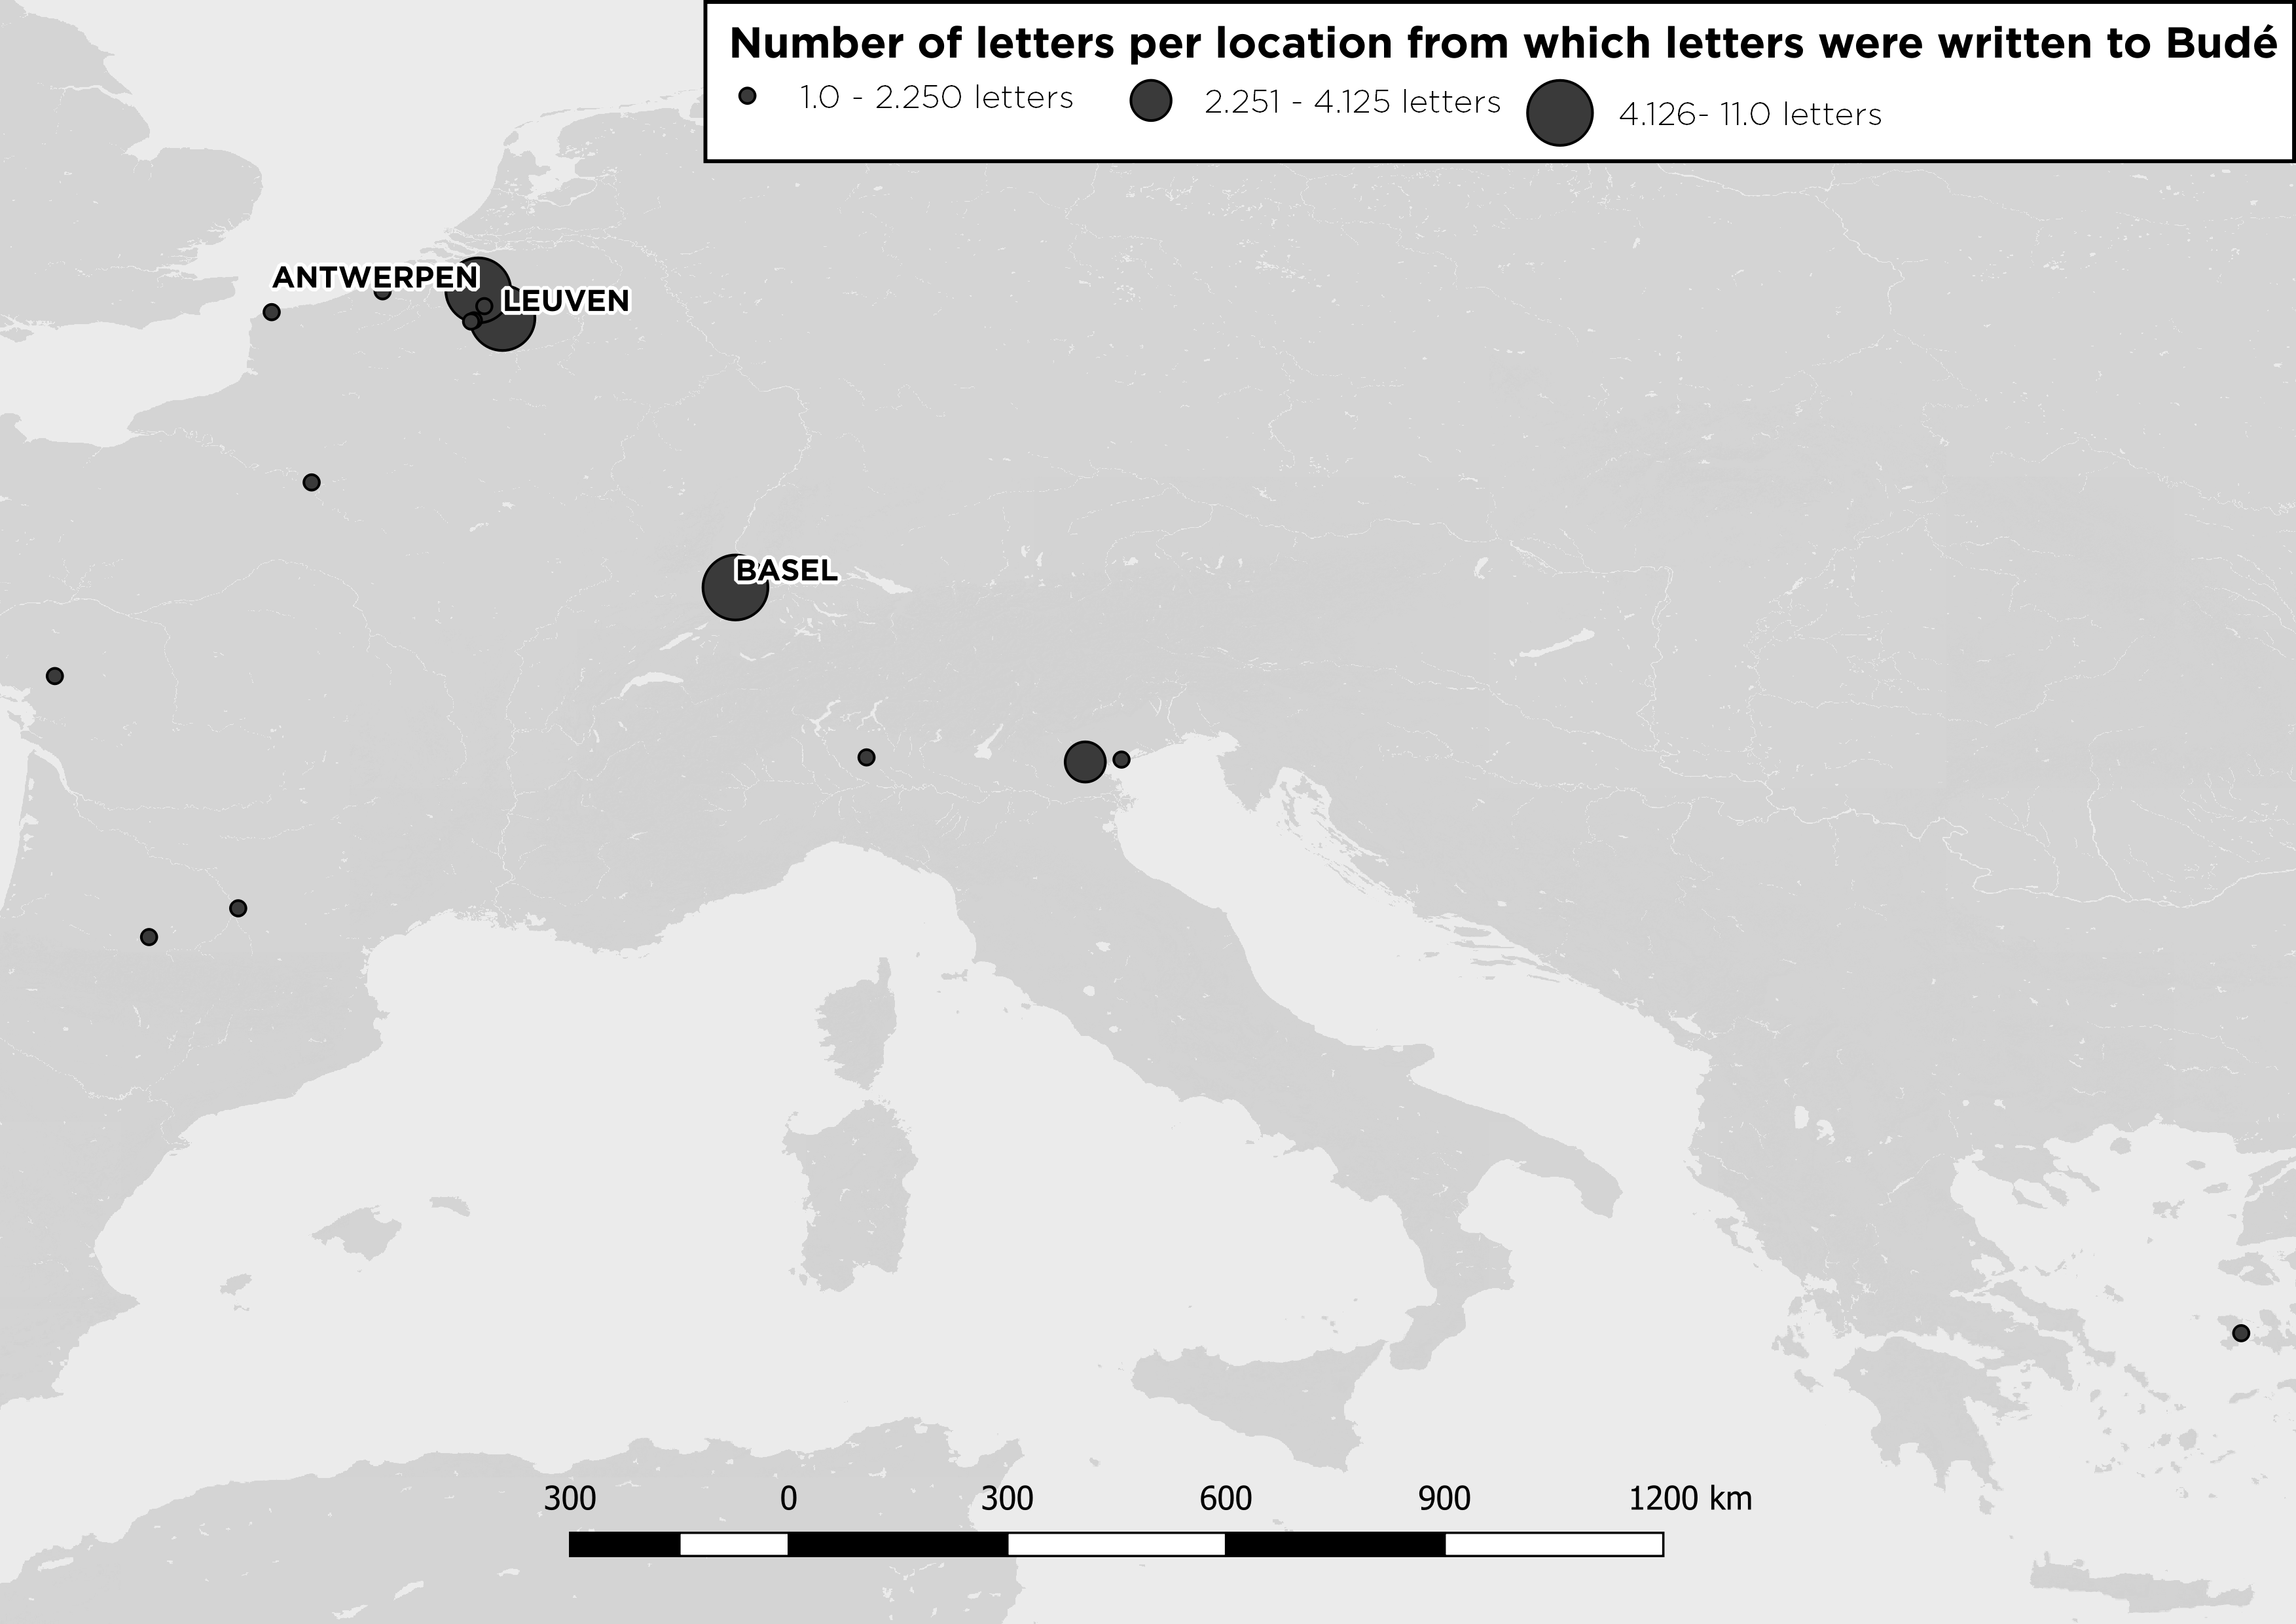 Number of letters per location from which letters were written to Budé
1.0 - 2.250 letters
2.251 - 4.125 letters
4.126- 11.0 letters
ANTWERPEN
LEUVEN
BASEL
300 0 300 600 900 1200 km